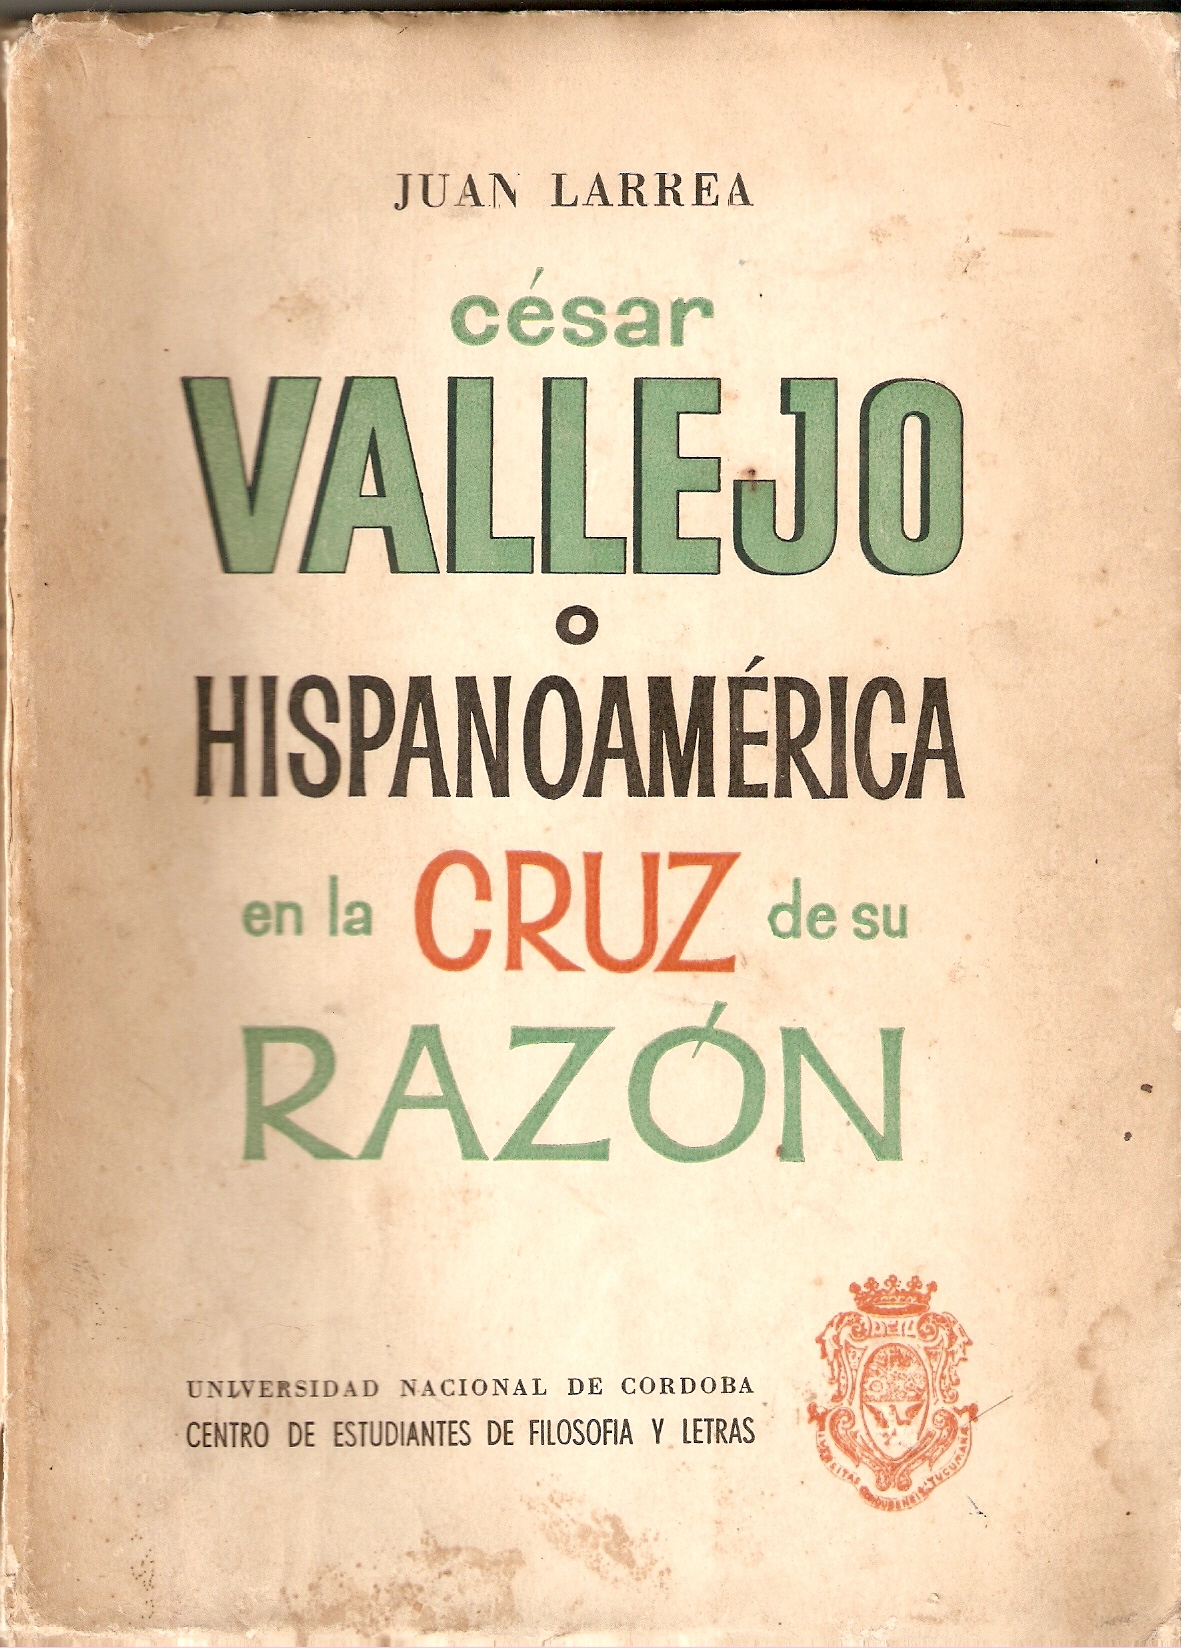 JUAN LARREA
césar
VALLEJO
o
HISPANOAMÉRICA
en la CRUZ de su
RAZÓN
UNIVERSIDAD NACIONAL DE CORDOBA
CENTRO DE ESTUDIANTES DE FILOSOFIA Y LETRAS
TUCUMANÆ